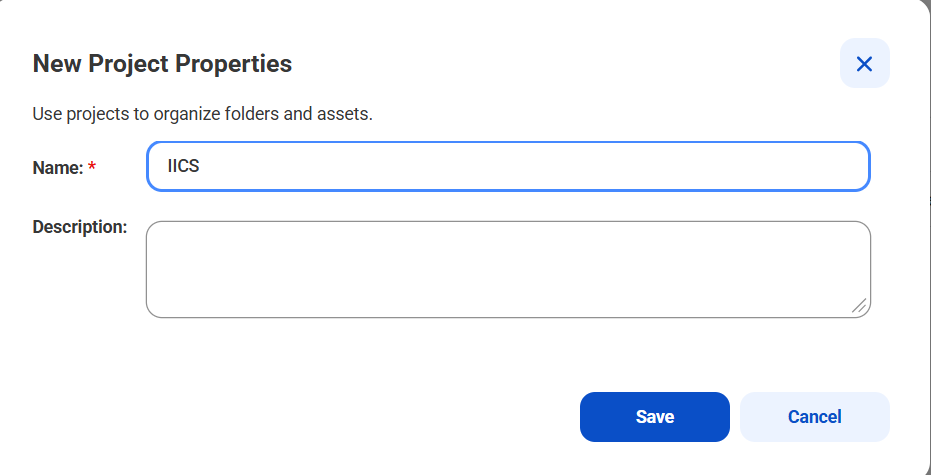 New Project Properties
Use projects to organize folders and assets.
Name: * IICS
Description:
Save Cancel